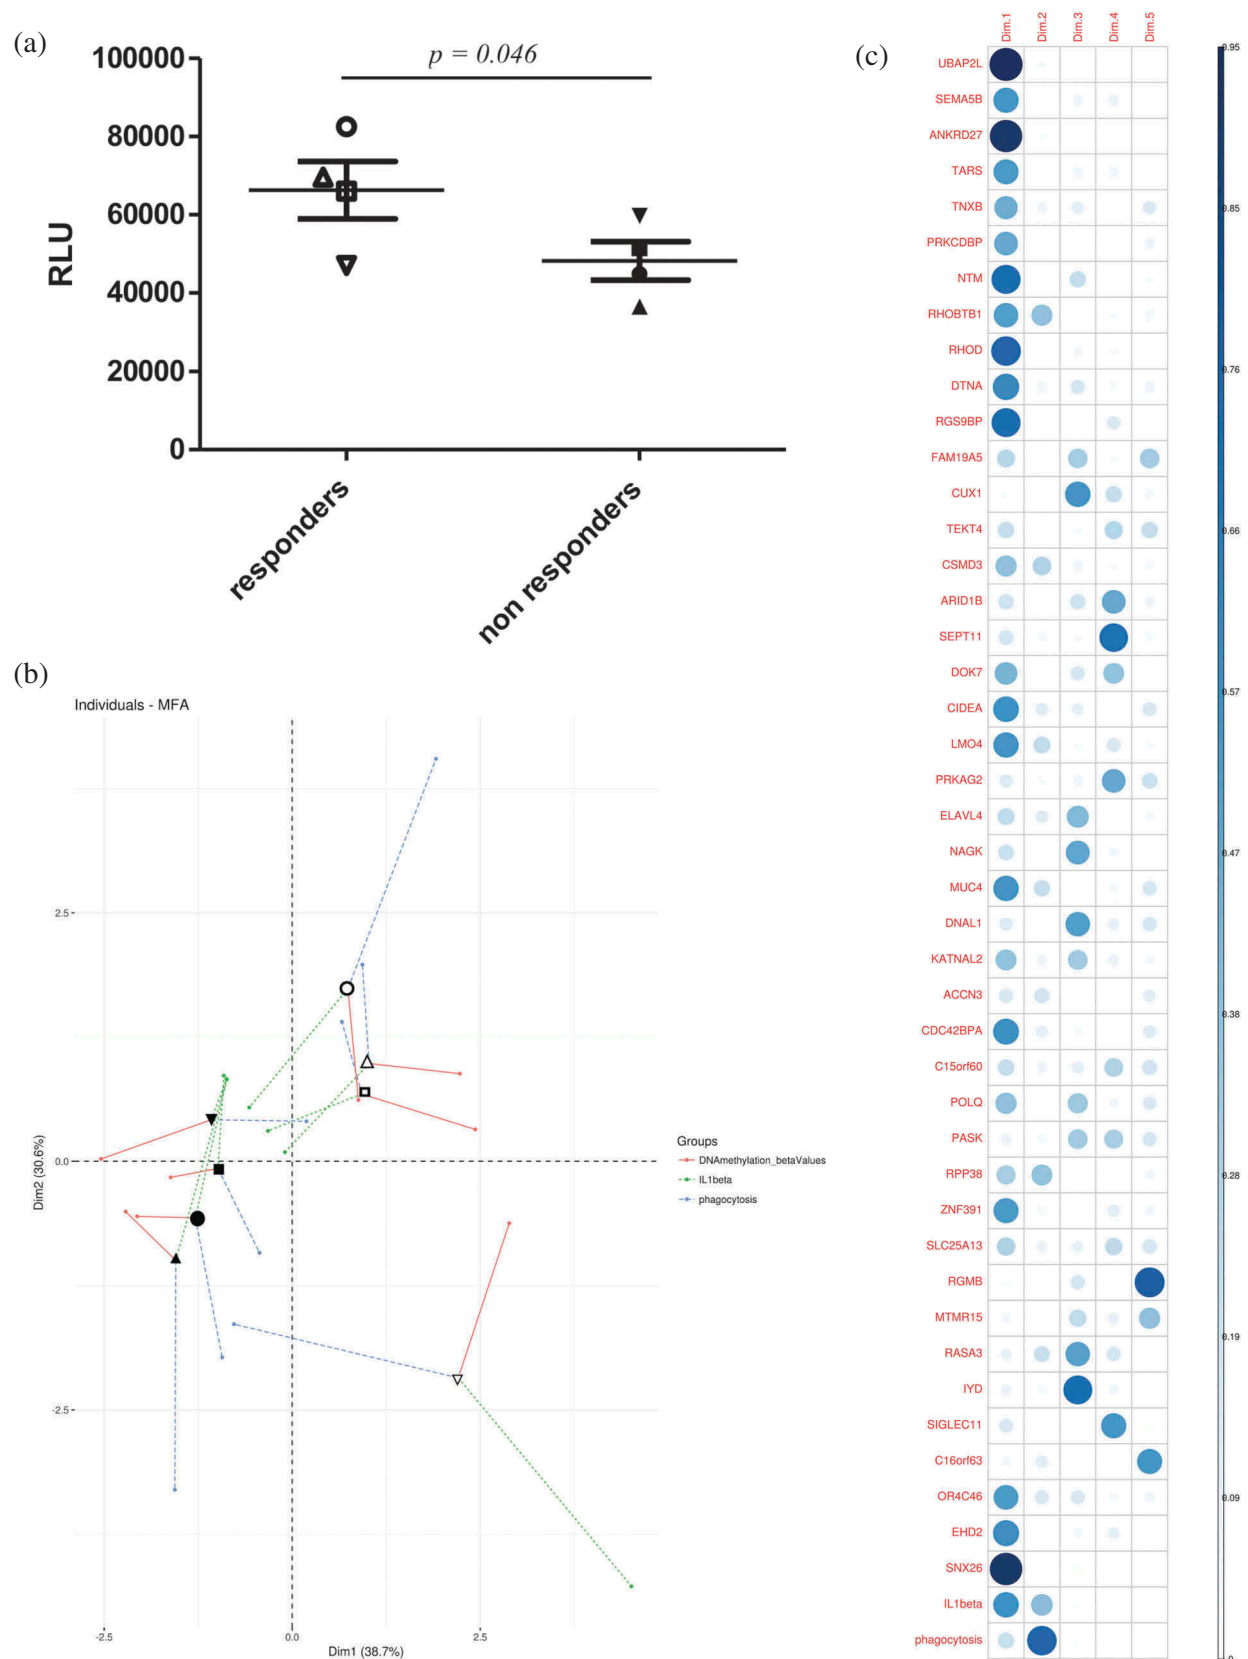 (a)
p = 0.046
100000
80000
60000
40000
20000
0
RLU
responders
non responders
(b)
Individuals - MFA
2.5
0.0
-2.5
Dim2 (30.6%)
-2.5
0.0
2.5
Dim1 (38.7%)
Groups
DNAmethylation_betaValues
IL1beta
phagocytosis
(c)
Dim.1
Dim.2
Dim.3
Dim.4
Dim.5
UBAP2L
SEMA5B
ANKRD27
TARS
TNXB
PRKCDBP
NTM
RHOBTB1
RHOD
DTNA
RGS9BP
FAM19A5
CUX1
TEKT4
CSMD3
ARID1B
SEPT11
DOK7
CIDEA
LMO4
PRKAG2
ELAVL4
NAGK
MUC4
DNAL1
KATNAL2
ACCN3
CDC42BPA
C15orf60
POLQ
PASK
RPP38
ZNF391
SLC25A13
RGMB
MTMR15
RASA3
IYD
SIGLEC11
C16orf63
OR4C46
EHD2
SNX26
IL1beta
phagocytosis
0.95
0.85
0.76
0.66
0.57
0.47
0.38
0.28
0.19
0.09
0